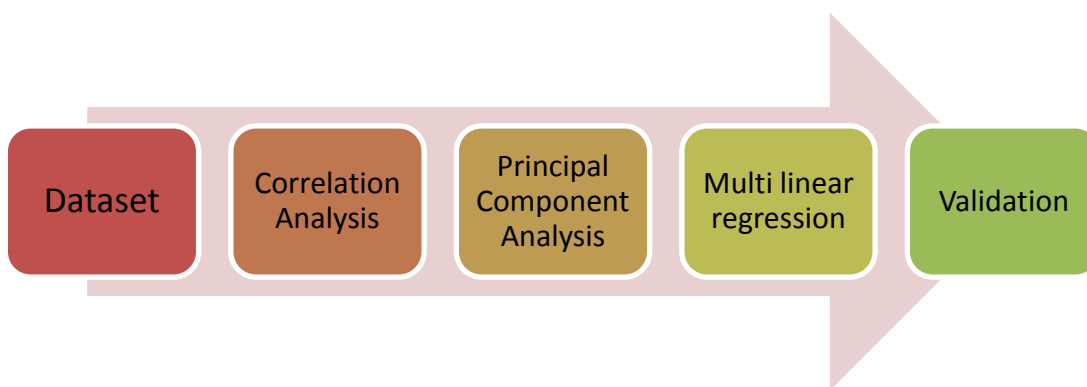 Dataset
Correlation
Analysis
Principal
Component
Analysis
Multi linear
regression
Validation